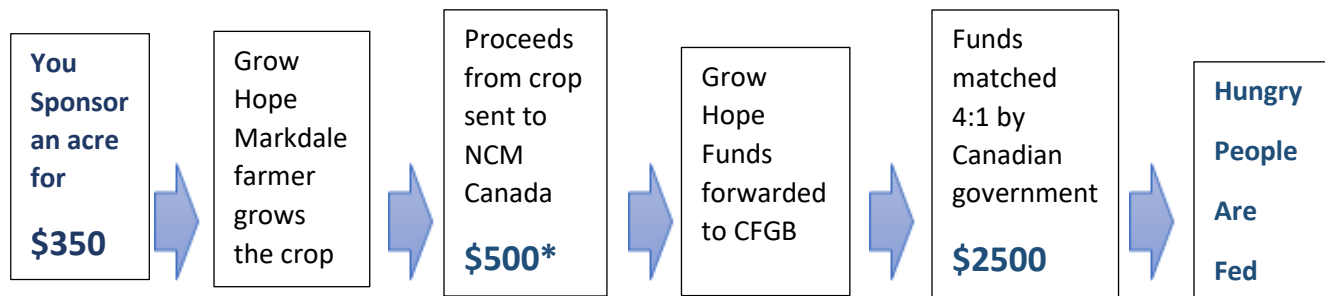 You
Sponsor
an acre
for
$350
Grow
Hope
Markdale
farmer
grows
the crop
Proceeds
from crop
sent to
NCM
Canada
$500*
Grow
Hope
Funds
forwarded
to CFGB
Funds
matched
4:1 by
Canadian
government
$2500
Hungry
People
Are
Fed